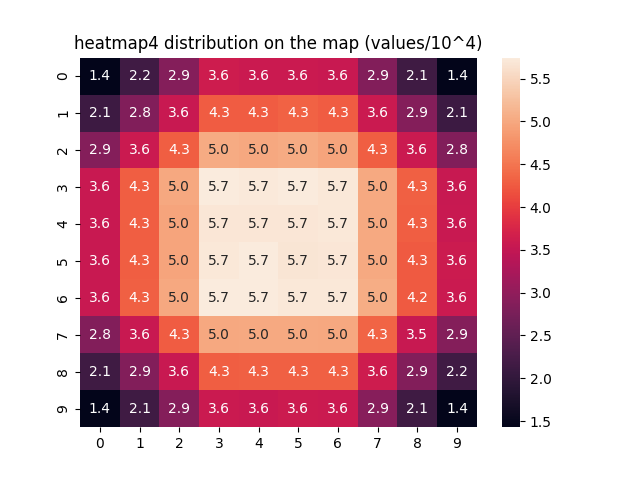 heatmap4 distribution on the map (values/10^4)
0 1.4 2.2 2.9 3.6 3.6 3.6 3.6 2.9 2.1 1.4
1 2.1 2.8 3.6 4.3 4.3 4.3 4.3 3.6 2.9 2.1
2 2.9 3.6 4.3 5.0 5.0 5.0 5.0 4.3 3.6 2.8
3 3.6 4.3 5.0 5.7 5.7 5.7 5.7 5.0 4.3 3.6
4 3.6 4.3 5.0 5.7 5.7 5.7 5.7 5.0 4.3 3.6
5 3.6 4.3 5.0 5.7 5.7 5.7 5.7 5.0 4.3 3.6
6 3.6 4.3 5.0 5.7 5.7 5.7 5.7 5.0 4.2 3.6
7 2.8 3.6 4.3 5.0 5.0 5.0 5.0 4.3 3.5 2.9
8 2.1 2.9 3.6 4.3 4.3 4.3 4.3 3.6 2.9 2.2
9 1.4 2.1 2.9 3.6 3.6 3.6 3.6 2.9 2.1 1.4
0 1 2 3 4 5 6 7 8 9
5.5
5.0
4.5
4.0
3.5
3.0
2.5
2.0
1.5